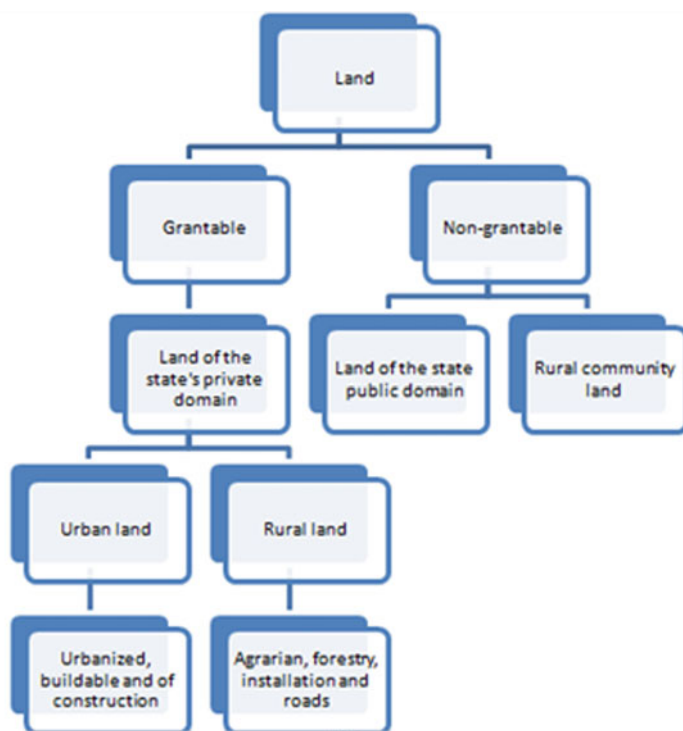 Land
Grantable
Non-grantable
Land of the
state's private
domain
Land of the state
public domain
Rural community
land
Urban land
Rural land
Urbanized,
buildable and of
construction
Agrarian, forestry,
installation and
roads